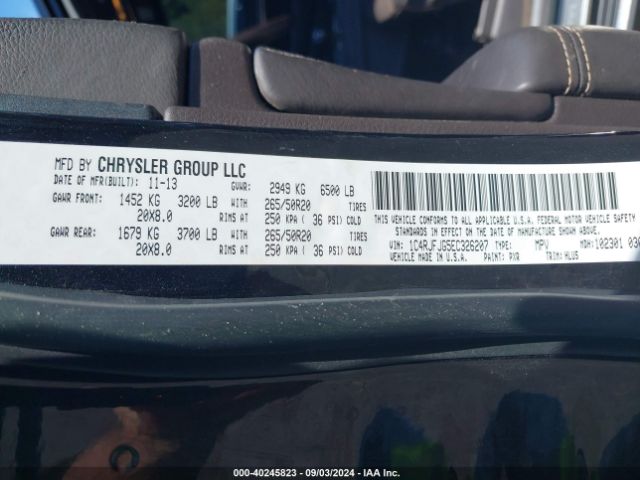 MFD BY CHRYSLER GROUP LLC
DATE OF MFR(BUILT): 11-13 GVWR: 2949 KG 6500 LB
GAWR FRONT: 1452 KG 3200 LB WITH 265/50R20 TIRES
20X8.0 RIMS AT 250 KPA ( 36 PSI) COLD
GAWR REAR: 1679 KG 3700 LB WITH 265/50R20 TIRES
20X8.0 RIMS AT 250 KPA ( 36 PSI) COLD
THIS VEHICLE CONFORMS TO ALL APPLICABLE U.S.A. FEDERAL MOTOR VEHICLE SAFETY
STANDARDS IN EFFECT ON THE DATE OF MANUFACTURE SHOWN ABOVE.
VIN: 1C4RJFJG5EC326207 TYPE: MPV MDH: 102301 030
VEHICLE MADE IN U.S.A. PAINT: PXR TRIM: HLU5
000-40245823 - 09/03/2024 - IAA Inc.